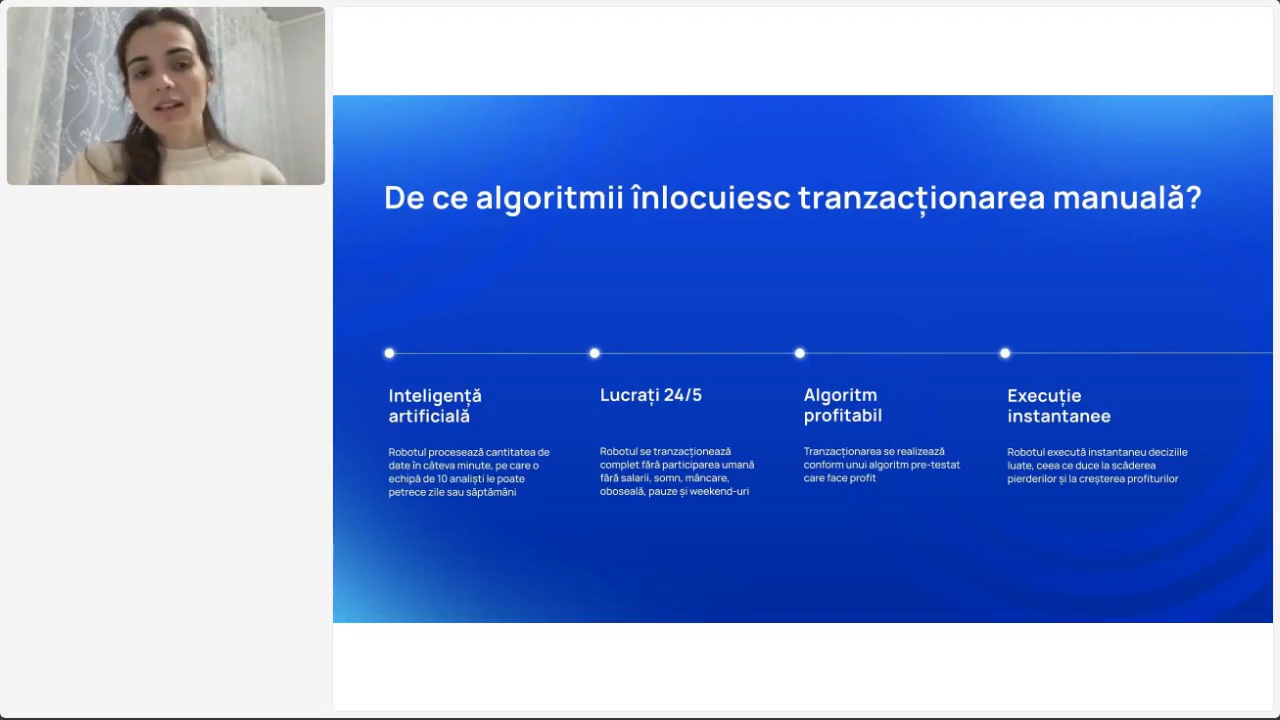 De ce algoritmii înlocuiesc tranzacționarea manuală?
Inteligență
artificială
Robotul procesează cantitatea de
date în câteva minute, pe care o
echipă de 10 analiști le poate
petrece zile sau săptămâni
Lucrați 24/5
Robotul se tranzacționează
complet fără participarea umană
fără salarii, somn, mâncare,
oboseală, pauze și weekend-uri
Algoritm
profitabil
Tranzacționarea se realizează
conform unui algoritm pre-testat
care face profit
Execuție
instantanee
Robotul execută instantaneu deciziile
luate, ceea ce duce la scăderea
pierderilor și la creșterea profiturilor